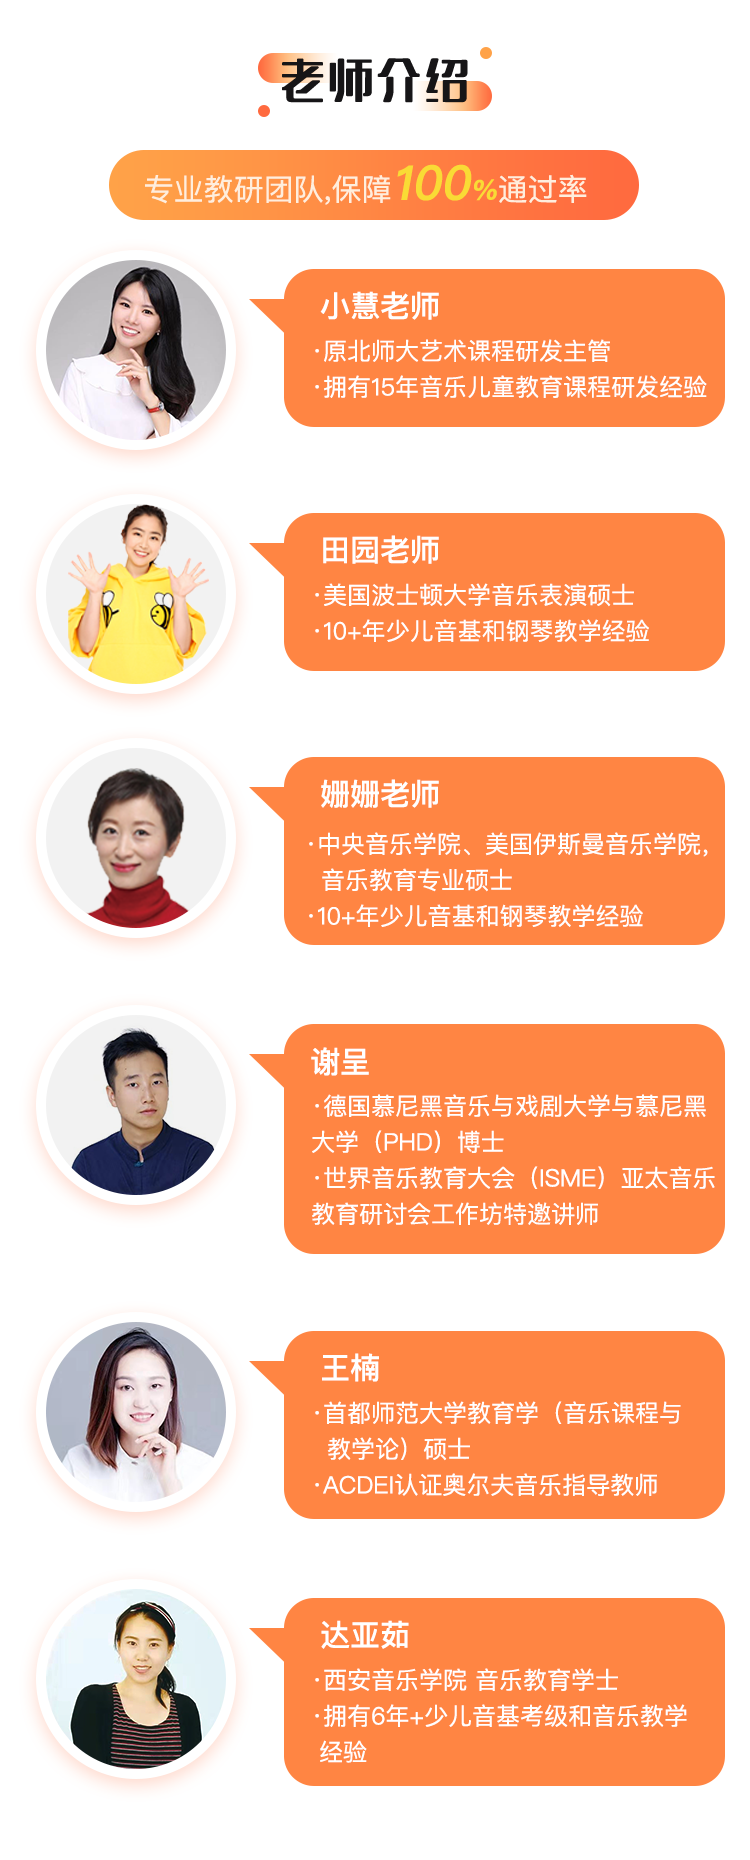 老师介绍
专业教研团队,保障100%通过率
小慧老师
·原北师大艺术课程研发主管
·拥有15年音乐儿童教育课程研发经验
田园老师
·美国波士顿大学音乐表演硕士
·10+年少儿音基和钢琴教学经验
姗姗老师
·中央音乐学院、美国伊斯曼音乐学院,
音乐教育专业硕士
·10+年少儿音基和钢琴教学经验
谢呈
·德国慕尼黑音乐与戏剧大学与慕尼黑
大学（PHD）博士
·世界音乐教育大会（ISME）亚太音乐
教育研讨会工作坊特邀讲师
王楠
·首都师范大学教育学（音乐课程与
教学论）硕士
·ACDEI认证奥尔夫音乐指导教师
达亚茹
·西安音乐学院 音乐教育学士
·拥有6年+少儿音基考级和音乐教学
经验